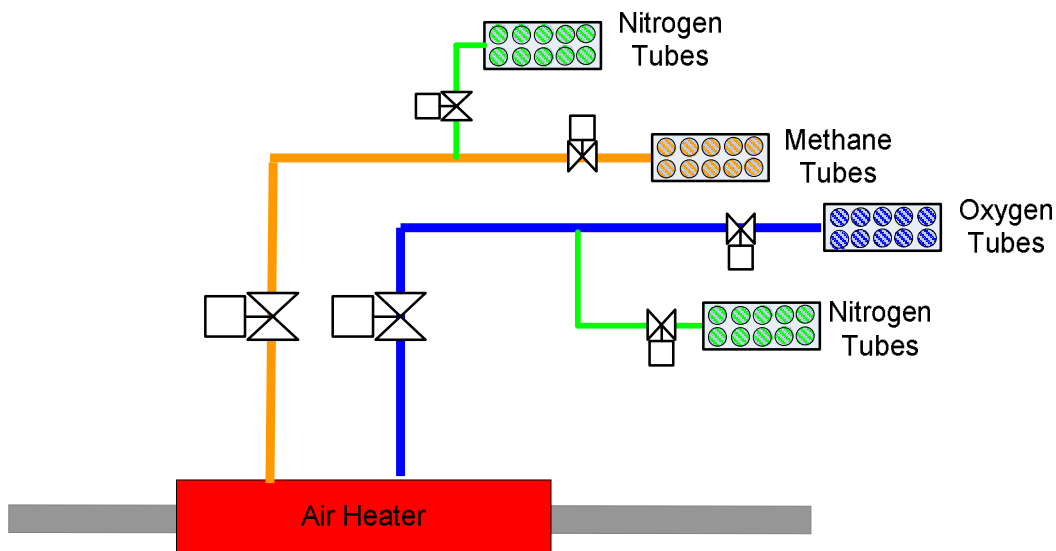 Nitrogen
Tubes
Methane
Tubes
Oxygen
Tubes
Nitrogen
Tubes
Air Heater